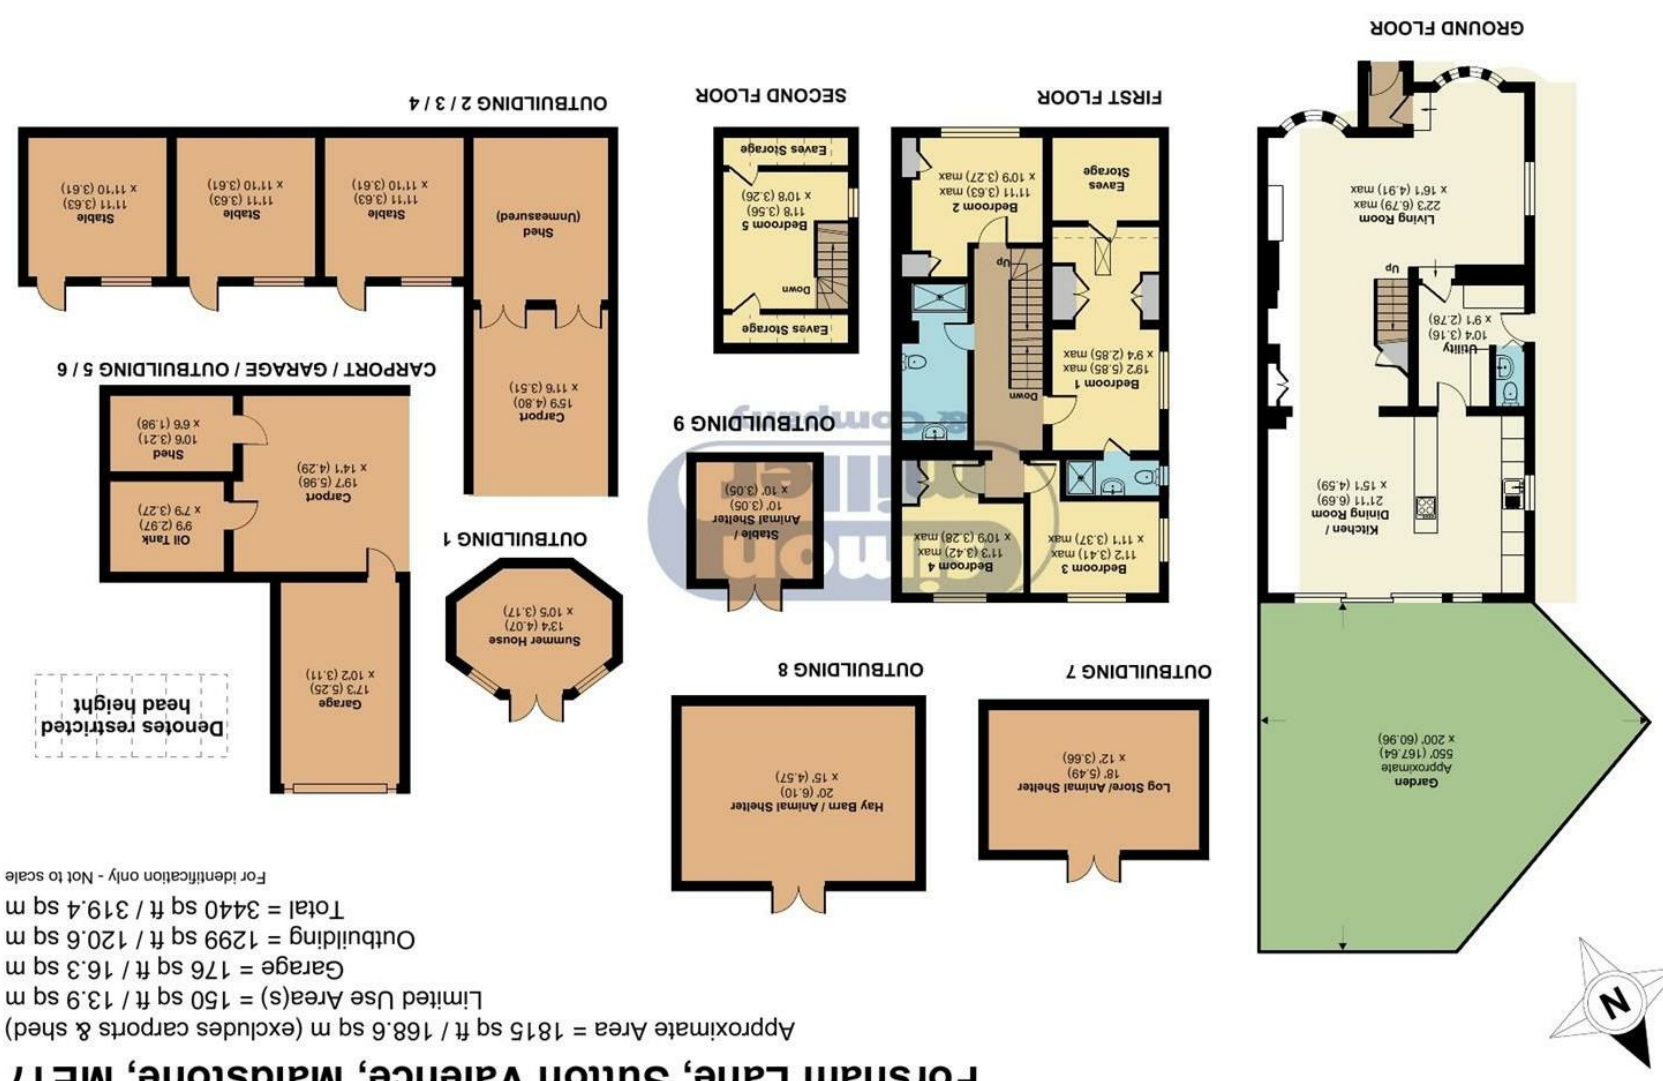 Forsham Lane, Sutton Valence, Maidstone, ME17
Approximate Area = 1815 sq ft / 168.6 sq m (excludes carports & shed)
Limited Use Area(s) = 150 sq ft / 13.9 sq m
Garage = 176 sq ft / 16.3 sq m
Outbuilding = 1299 sq ft / 120.6 sq m
Total = 3440 sq ft / 319.4 sq m
For identification only - Not to scale
N
Garden
Approximate
550' (167.64)
x 200' (60.96)
Kitchen /
Dining Room
21'11 (6.69)
x 15'1 (4.59)
Utility
10'4 (3.16)
x 9'1 (2.78)
Up
Living Room
22'3 (6.79) max
x 16'1 (4.91) max
GROUND FLOOR
Log Store/ Animal Shelter
18' (5.49)
x 12' (3.66)
OUTBUILDING 7
Hay Barn / Animal Shelter
20' (6.10)
x 15' (4.57)
OUTBUILDING 8
Bedroom 3
11'2 (3.41)
x 11'1 (3.37) max
Bedroom 4
11'3 (3.42) max
x 10'9 (3.28) max
Bedroom 1
19'2 (5.85) max
x 9'4 (2.85) max
Down
Up
Eaves
Storage
Bedroom 2
11'11 (3.63) max
x 10'9 (3.27) max
FIRST FLOOR
Stable /
Animal Shelter
10' (3.05)
x 10' (3.05)
OUTBUILDING 9
simon
miller
& company
Eaves Storage
Down
Bedroom 5
11'8 (3.56)
x 10'8 (3.26)
Eaves Storage
SECOND FLOOR
Summer House
13'4 (4.07)
x 10'5 (3.17)
OUTBUILDING 1
Denotes restricted
head height
Garage
17'3 (5.25)
x 10'2 (3.11)
Carport
19'7 (5.98)
x 14'1 (4.29)
Oil Tank
9'9 (2.97)
x 7'9 (3.27)
Shed
10'6 (3.21)
x 6'6 (1.98)
CARPORT / GARAGE / OUTBUILDING 5 / 6
Carport
15'9 (4.80)
x 11'6 (3.51)
Shed
(Unmeasured)
Stable
11'11 (3.63)
x 11'10 (3.61)
Stable
11'11 (3.63)
x 11'10 (3.61)
Stable
11'11 (3.63)
x 11'10 (3.61)
OUTBUILDING 2 / 3 / 4